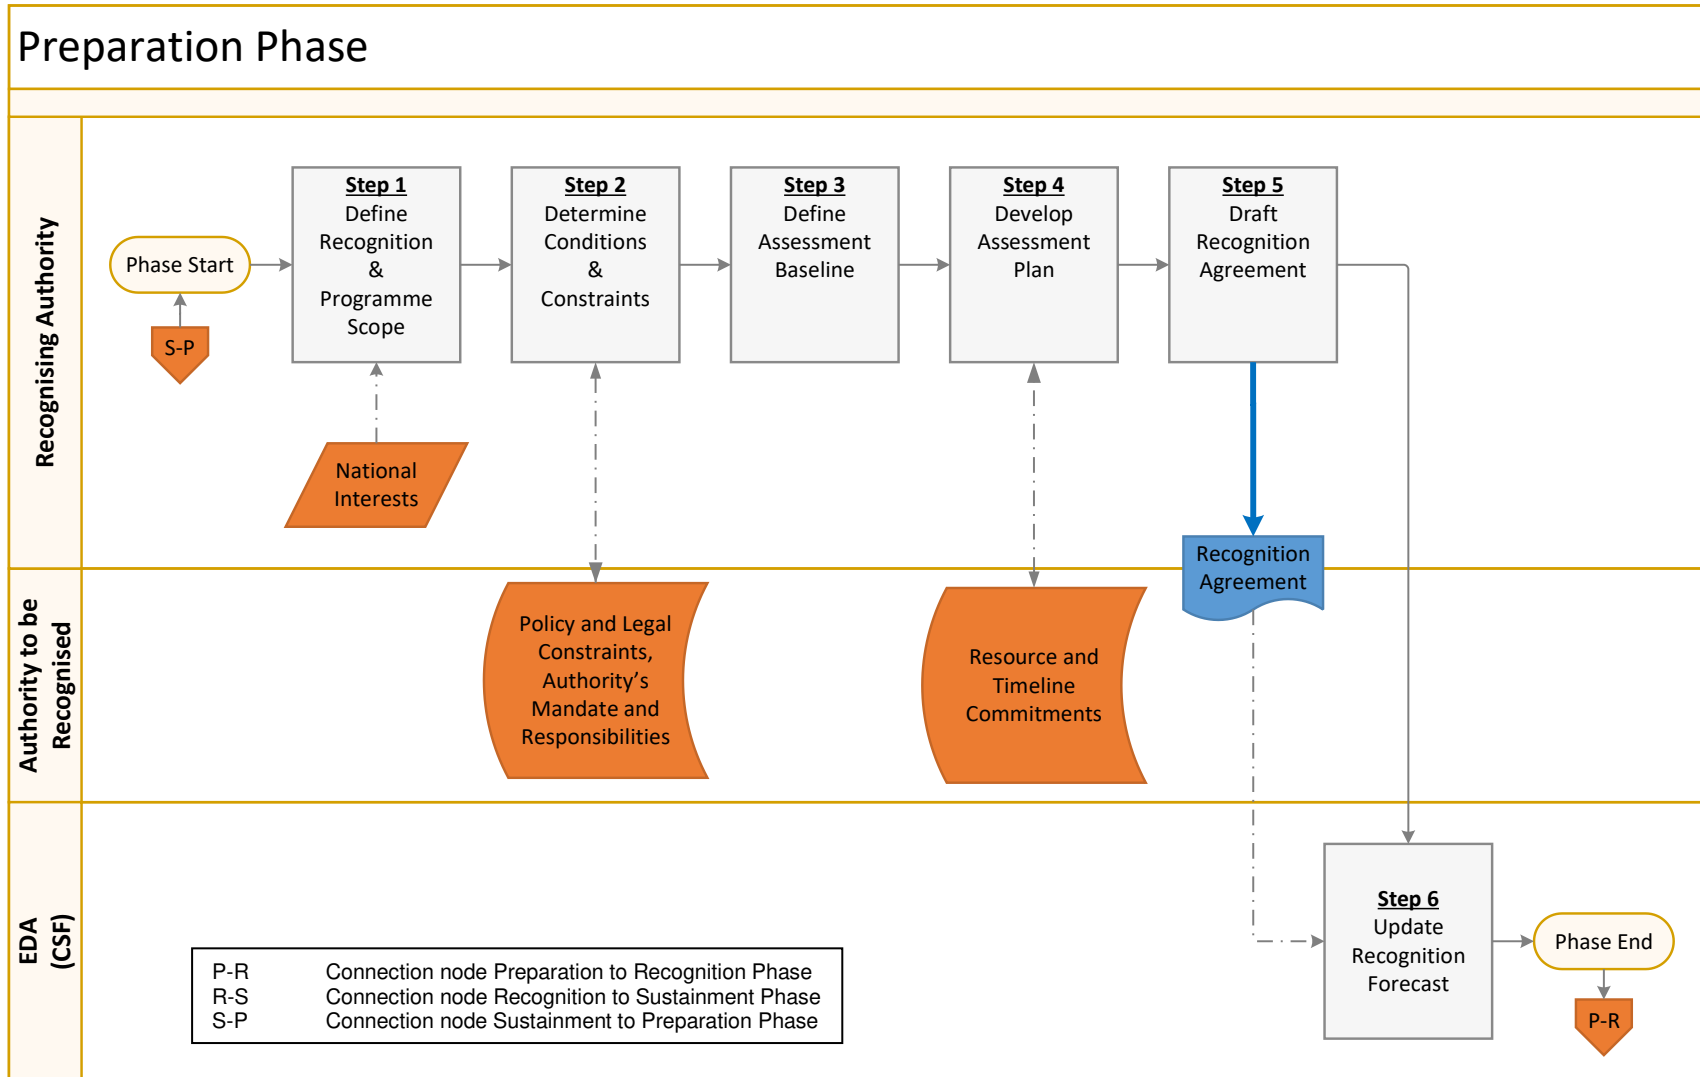 Preparation Phase
Recognising Authority
Phase Start
S-P
Step 1
Define
Recognition
&
Programme
Scope
Step 2
Determine
Conditions
&
Constraints
Step 3
Define
Assessment
Baseline
Step 4
Develop
Assessment
Plan
Step 5
Draft
Recognition
Agreement
National
Interests
Recognition
Agreement
Authority to be
Recognised
Policy and Legal
Constraints,
Authority’s
Mandate and
Responsibilities
Resource and
Timeline
Commitments
EDA
(CSF)
Step 6
Update
Recognition
Forecast
Phase End
P-R
P-R Connection node Preparation to Recognition Phase
R-S Connection node Recognition to Sustainment Phase
S-P Connection node Sustainment to Preparation Phase